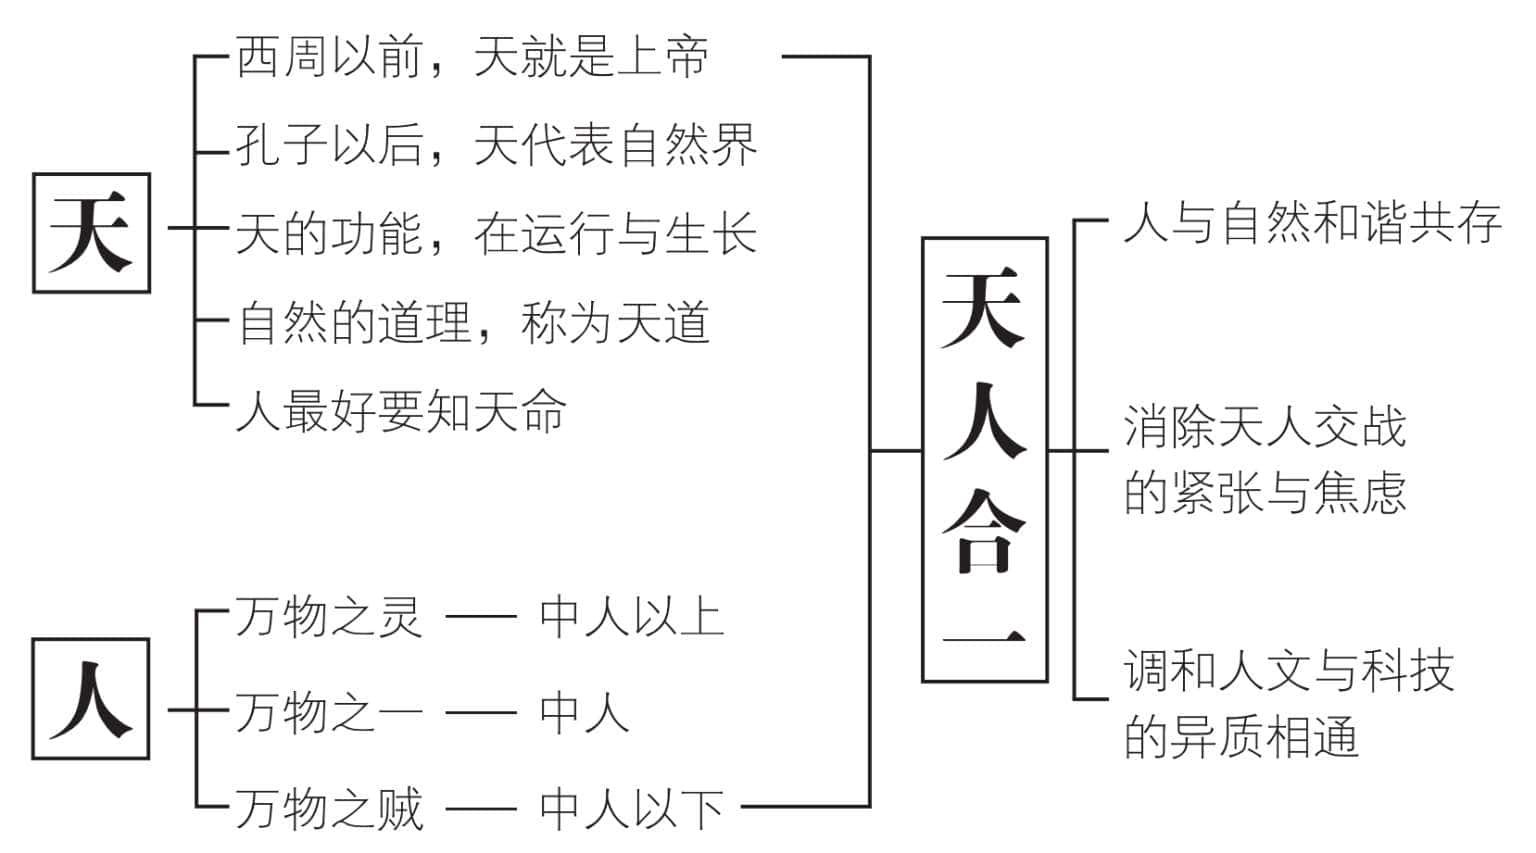 天
西周以前，天就是上帝
孔子以后，天代表自然界
天的功能，在运行与生长
自然的道理，称为天道
人最好要知天命
人
万物之灵 —— 中人以上
万物之一 —— 中人
万物之贼 —— 中人以下
天人合一
人与自然和谐共存
消除天人交战
的紧张与焦虑
调和人文与科技
的异质相通